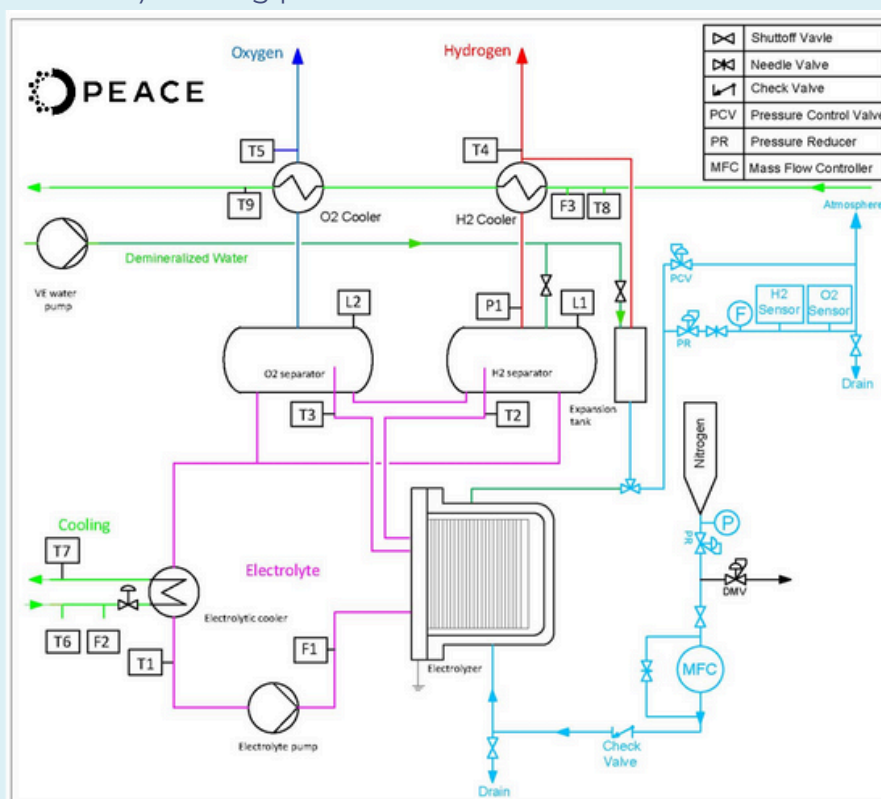 Oxygen
Hydrogen
PEACE
Shuttoff Vavle
Needle Valve
Check Valve
PCV Pressure Control Valve
PR Pressure Reducer
MFC Mass Flow Controller
T5
T4
T9
O2 Cooler
H2 Cooler
F3
T8
Atmosphere
Demineralized Water
VE water
pump
PCV
L2
P1
L1
H2
Sensor
O2
Sensor
F
PR
O2 separator
H2 separator
Drain
T3
T2
Expansion
tank
Nitrogen
Cooling
T7
Electrolyte
P
PR
DMV
Electrolytic cooler
T6
F2
T1
F1
Electrolyzer
MFC
Electrolyte pump
Check
Valve
Drain